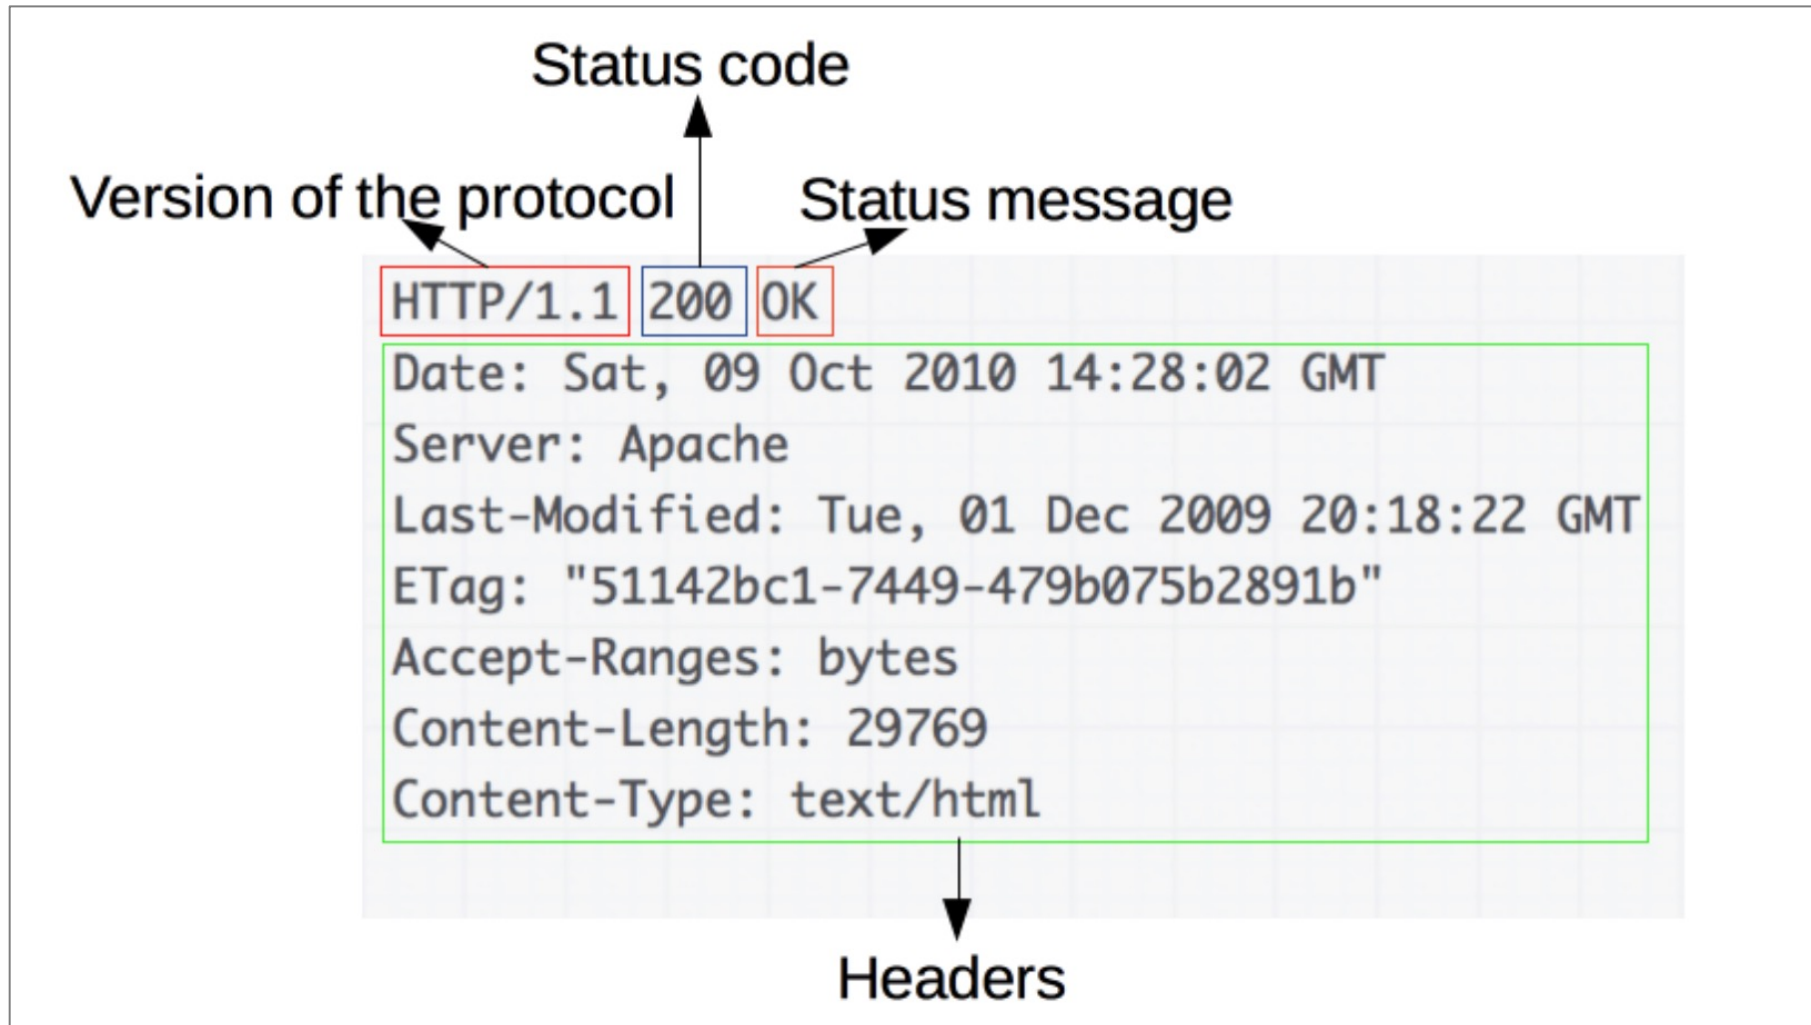 Status code
Version of the protocol
Status message
HTTP/1.1 200 OK
Date: Sat, 09 Oct 2010 14:28:02 GMT
Server: Apache
Last-Modified: Tue, 01 Dec 2009 20:18:22 GMT
ETag: "51142bc1-7449-479b075b2891b"
Accept-Ranges: bytes
Content-Length: 29769
Content-Type: text/html
Headers